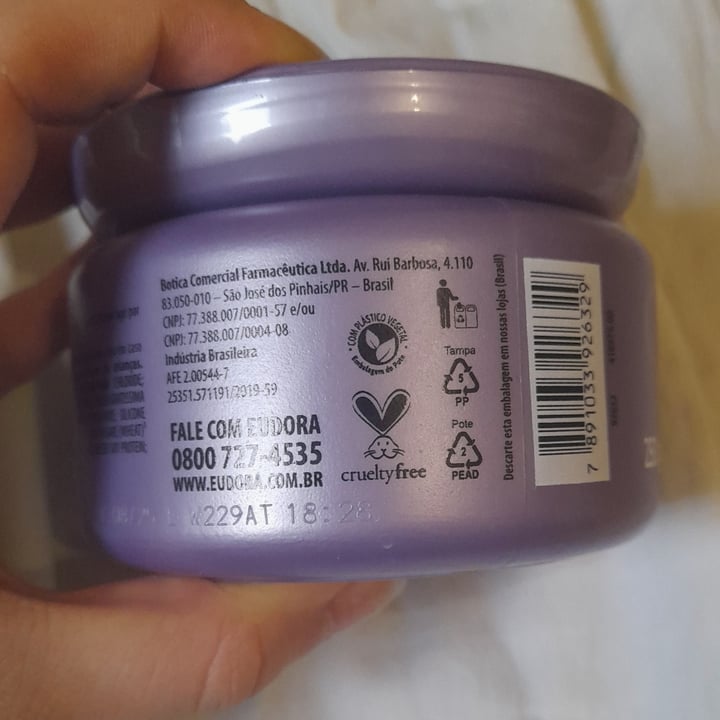 Botica Comercial Farmacêutica Ltda. Av. Rui Barbosa, 4.110
83.050-010 – São José dos Pinhais/PR – Brasil
CNPJ: 77.388.007/0001-57 e/ou
CNPJ: 77.388.007/0004-08
Indústria Brasileira
AFE 2.00544-7
25351.571191/2019-59
FALE COM EUDORA
0800 727-4535
WWW.EUDORA.COM.BR
W229AT 18:28
• COM PLÁSTICO VEGETAL •
Embalagem do Pote
crueltyfree
Tampa
5
PP
Pote
2
PEAD
Descarte esta embalagem em nossas lojas (Brasil)
7 891033 926329